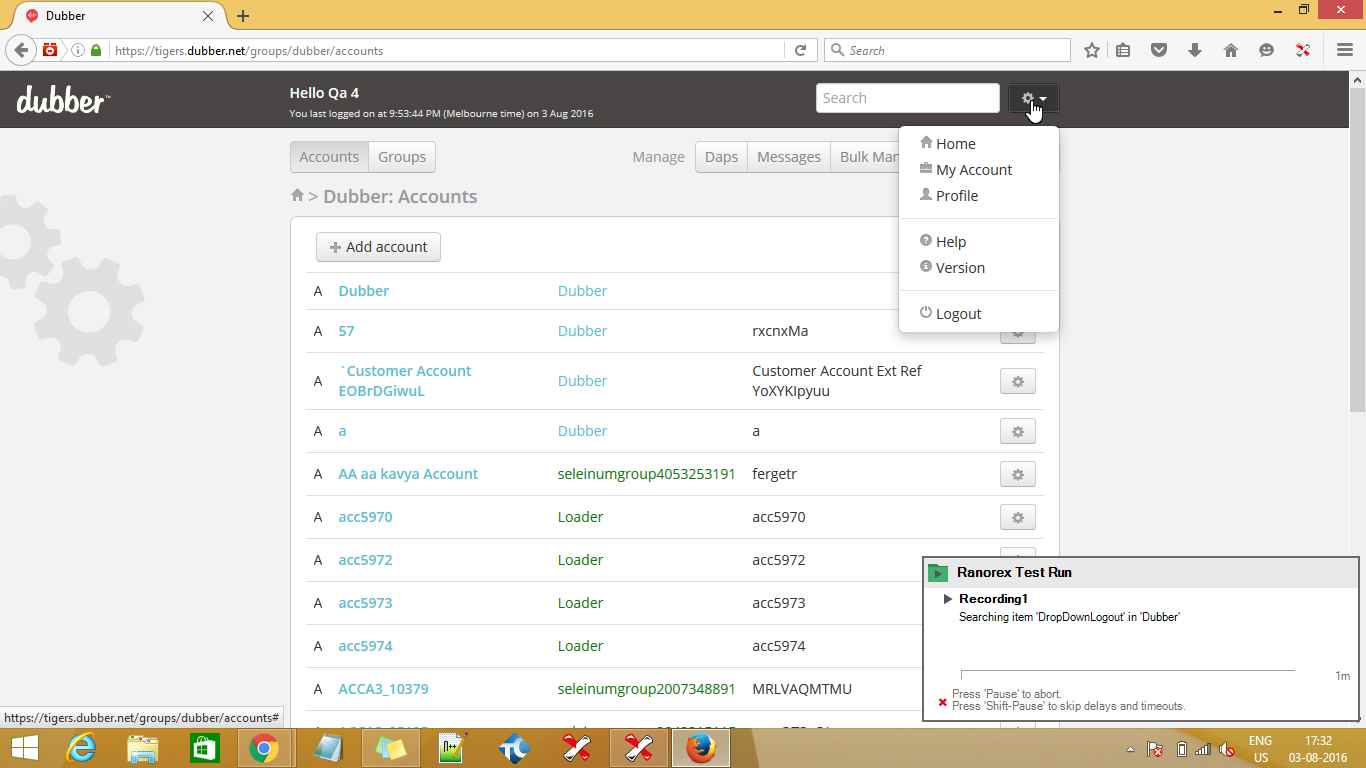 Dubber
https://tigers.dubber.net/groups/dubber/accounts
Search
dubber™
Hello Qa 4
You last logged on at 9:53:44 PM (Melbourne time) on 3 Aug 2016
Search
Home
My Account
Profile
Help
Version
Logout
Accounts Groups
Manage Daps Messages Bulk Man
> Dubber: Accounts
+ Add account
A Dubber Dubber
A 57 Dubber rxcnxMa
A `Customer Account EOBrDGiwuL Dubber Customer Account Ext Ref YoXYKIpyuu
A a Dubber a
A AA aa kavya Account seleinumgroup4053253191 fergetr
A acc5970 Loader acc5970
A acc5972 Loader acc5972
A acc5973 Loader acc5973
A acc5974 Loader acc5974
A ACCA3_10379 seleinumgroup2007348891 MRLVAQMTMU
Ranorex Test Run
Recording1
Searching item 'DropDownLogout' in 'Dubber'
1m
Press 'Pause' to abort.
Press 'Shift-Pause' to skip delays and timeouts.
https://tigers.dubber.net/groups/dubber/accounts#
ENG
US
17:32
03-08-2016